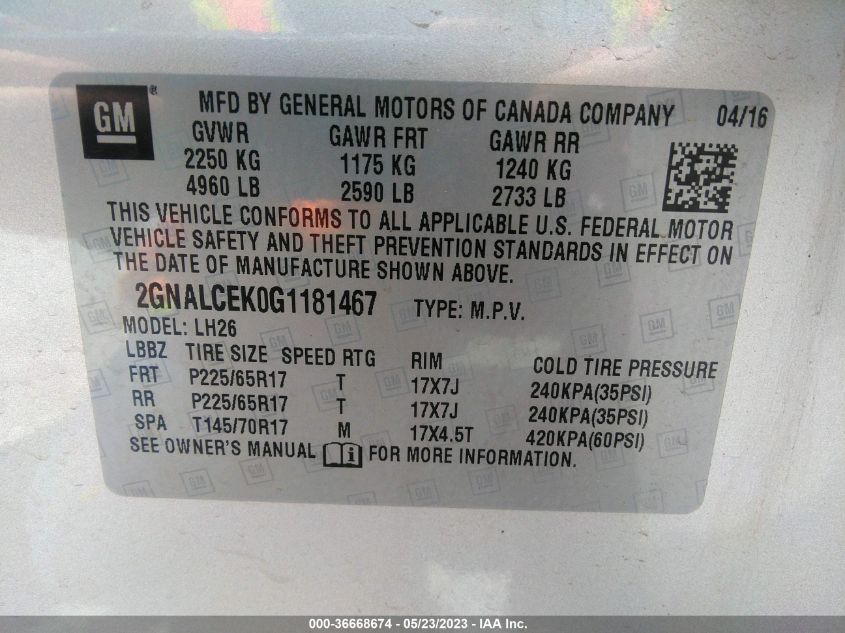 GM ® MFD BY GENERAL MOTORS OF CANADA COMPANY 04/16
GVWR GAWR FRT GAWR RR
2250 KG 1175 KG 1240 KG
4960 LB 2590 LB 2733 LB
THIS VEHICLE CONFORMS TO ALL APPLICABLE U.S. FEDERAL MOTOR
VEHICLE SAFETY AND THEFT PREVENTION STANDARDS IN EFFECT ON
THE DATE OF MANUFACTURE SHOWN ABOVE.
2GNALCEK0G1181467 TYPE: M.P.V.
MODEL: LH26
LBBZ TIRE SIZE SPEED RTG RIM COLD TIRE PRESSURE
FRT P225/65R17 T 17X7J 240KPA(35PSI)
RR P225/65R17 T 17X7J 240KPA(35PSI)
SPA T145/70R17 M 17X4.5T 420KPA(60PSI)
SEE OWNER'S MANUAL i FOR MORE INFORMATION.
000-36668674 - 05/23/2023 - IAA Inc.